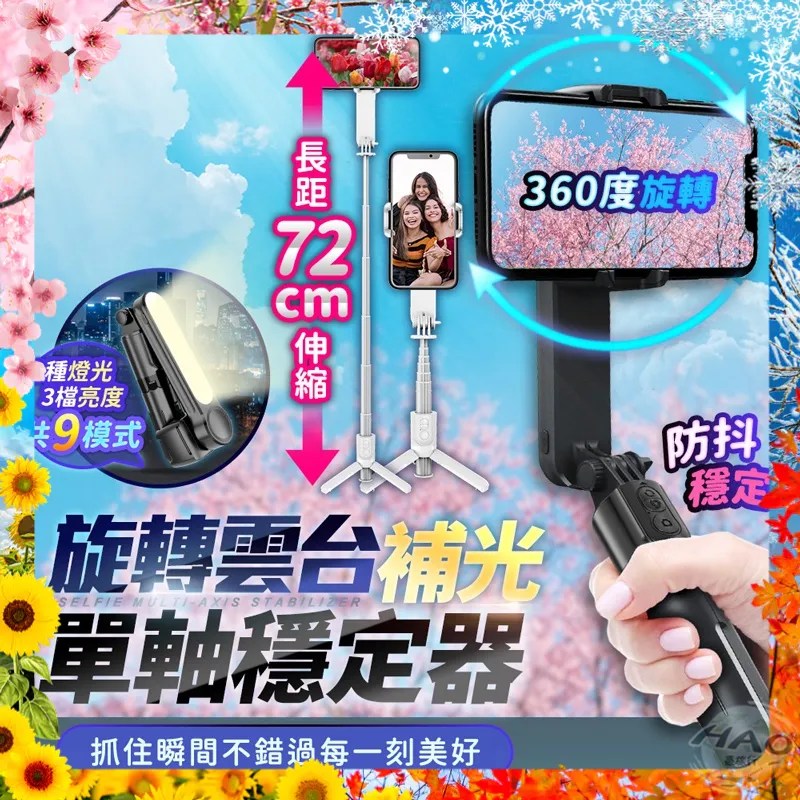 長距
72
cm
伸縮
360度旋轉
種燈光
3檔亮度
共9模式
防抖
穩定
旋轉雲台補光
SELFIE MULTI-AXIS STABILIZER
單軸穩定器
抓住瞬間不錯過每一刻美好
HAO